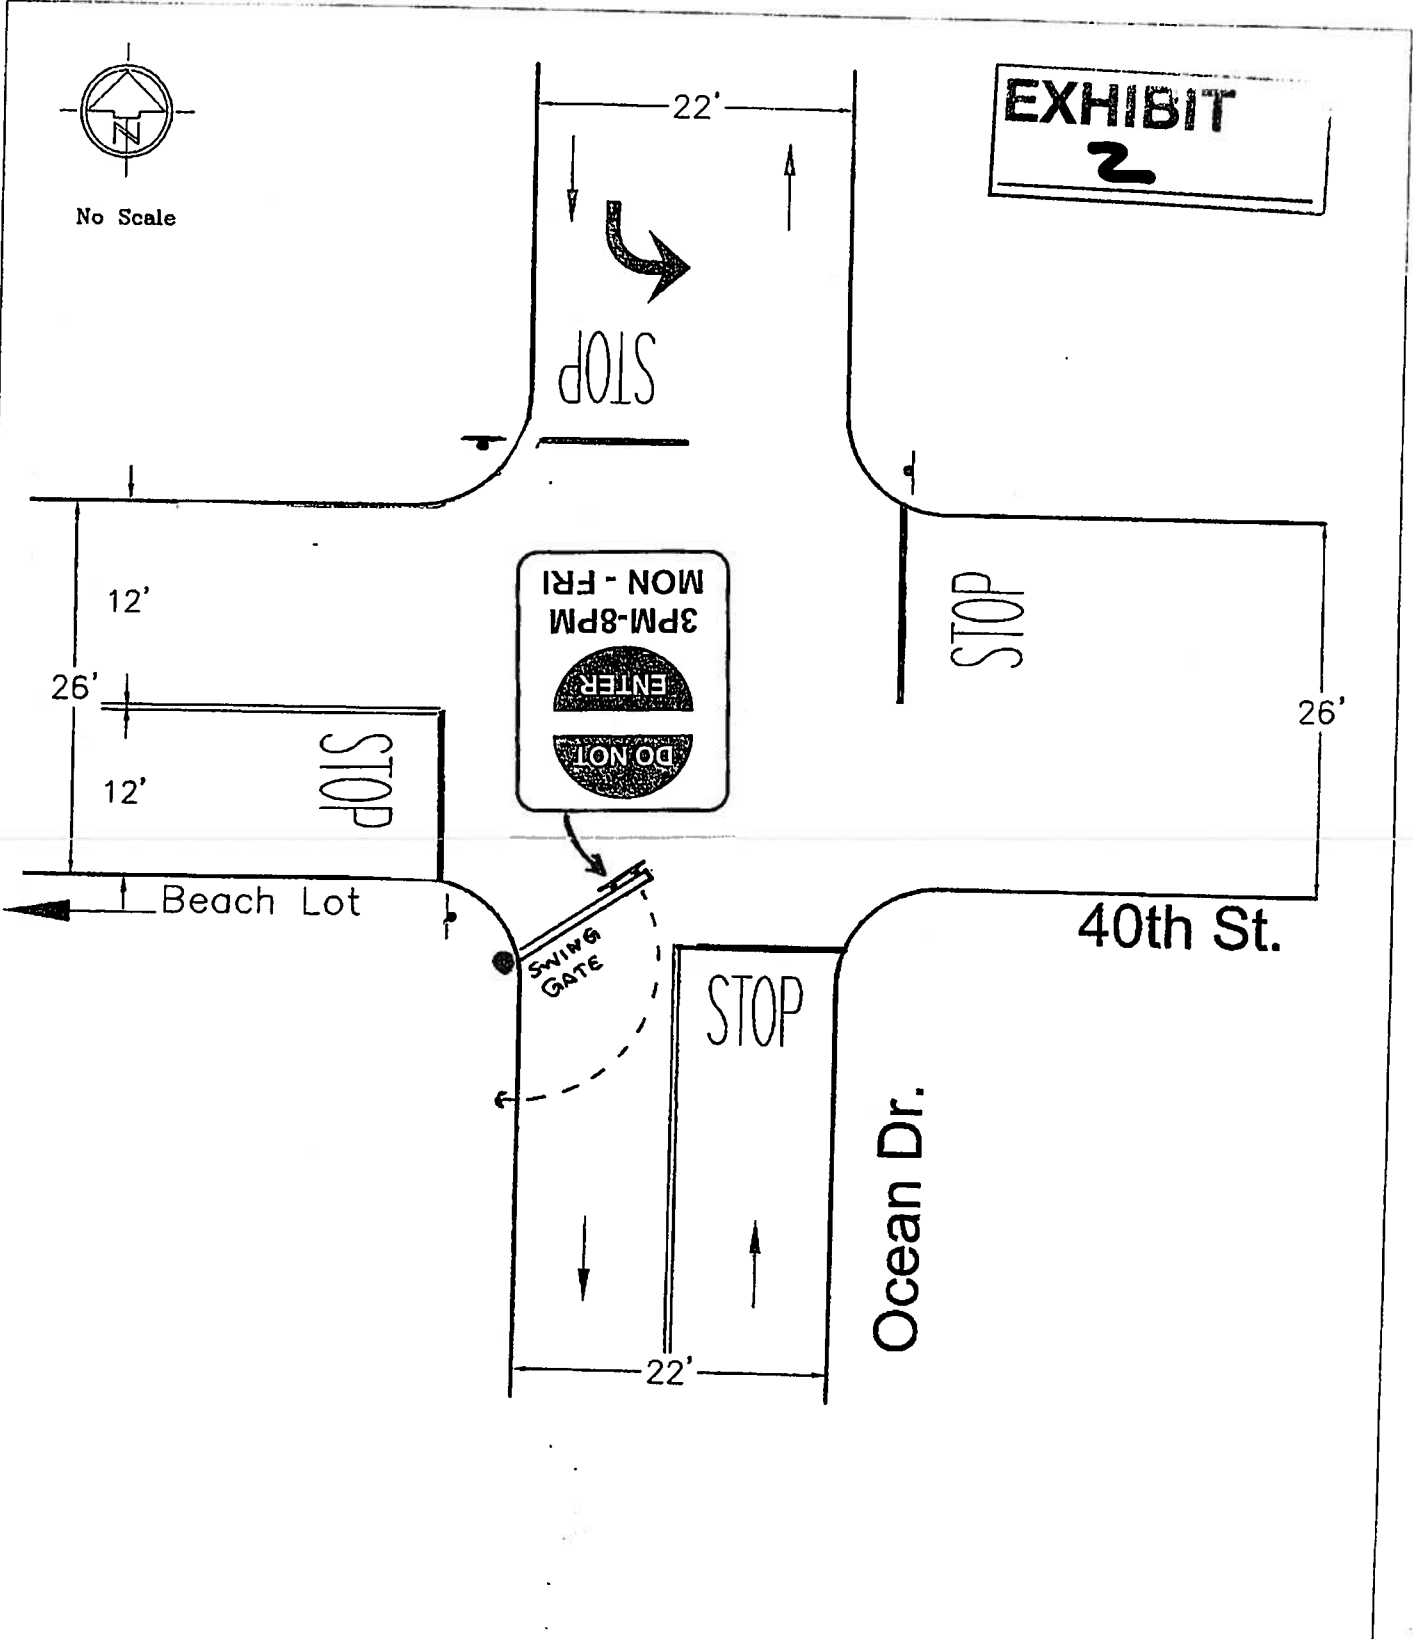 EXHIBIT
2
22'
N
No Scale
STOP
12'
26'
12'
STOP
Beach Lot
DO NOT
ENTER
3PM-8PM
MON - FRI
STOP
26'
40th St.
SWING
GATE
STOP
Ocean Dr.
22'